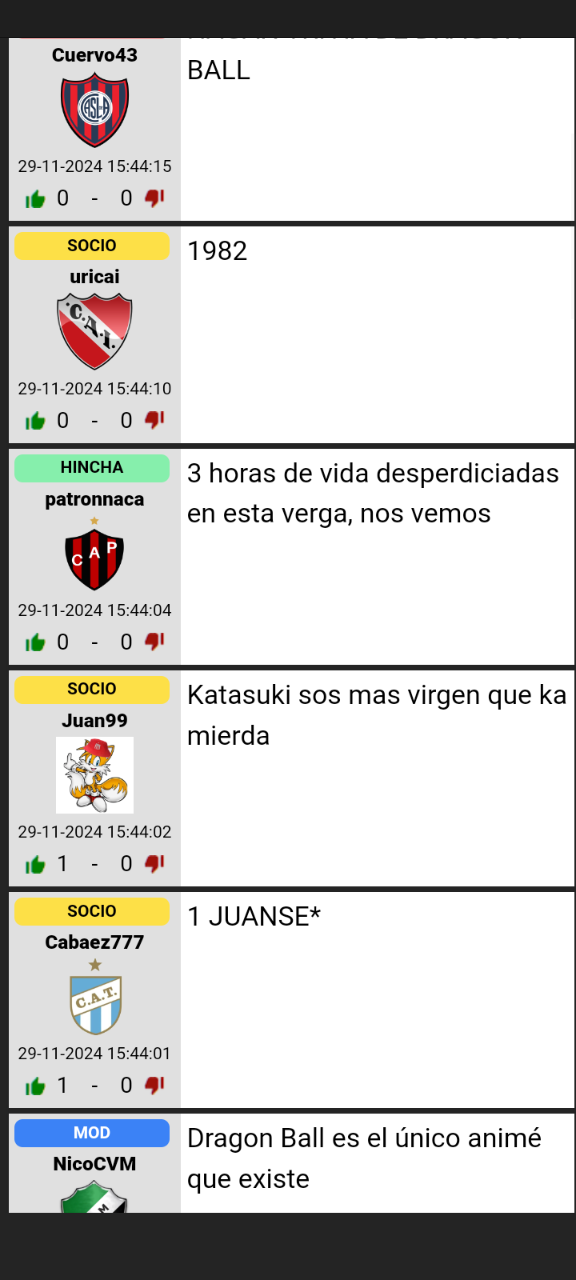 Cuervo43
BALL
CASLA
29-11-2024 15:44:15
0 - 0
SOCIO
uricai
1982
C.A.I.
29-11-2024 15:44:10
0 - 0
HINCHA
patronnaca
3 horas de vida desperdiciadas
en esta verga, nos vemos
CAP
29-11-2024 15:44:04
0 - 0
SOCIO
Juan99
Katasuki sos mas virgen que ka
mierda
29-11-2024 15:44:02
1 - 0
SOCIO
Cabaez777
1 JUANSE*
C.A.T.
29-11-2024 15:44:01
1 - 0
MOD
NicoCVM
Dragon Ball es el único animé
que existe
M